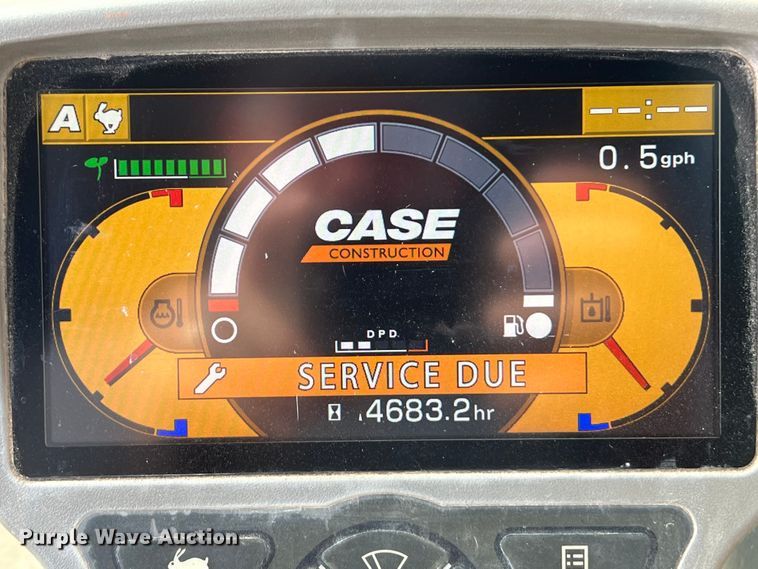 A
--:--
0.5gph
CASE
CONSTRUCTION
DPD
SERVICE DUE
4683.2hr
Purple Wave Auction®